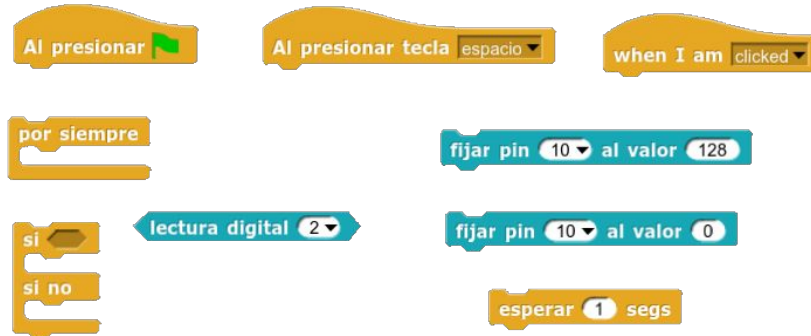 Al presionar
Al presionar tecla espacio
when I am clicked
por siempre
fijar pin 10 al valor 128
si
lectura digital 2
fijar pin 10 al valor 0
si no
esperar 1 segs